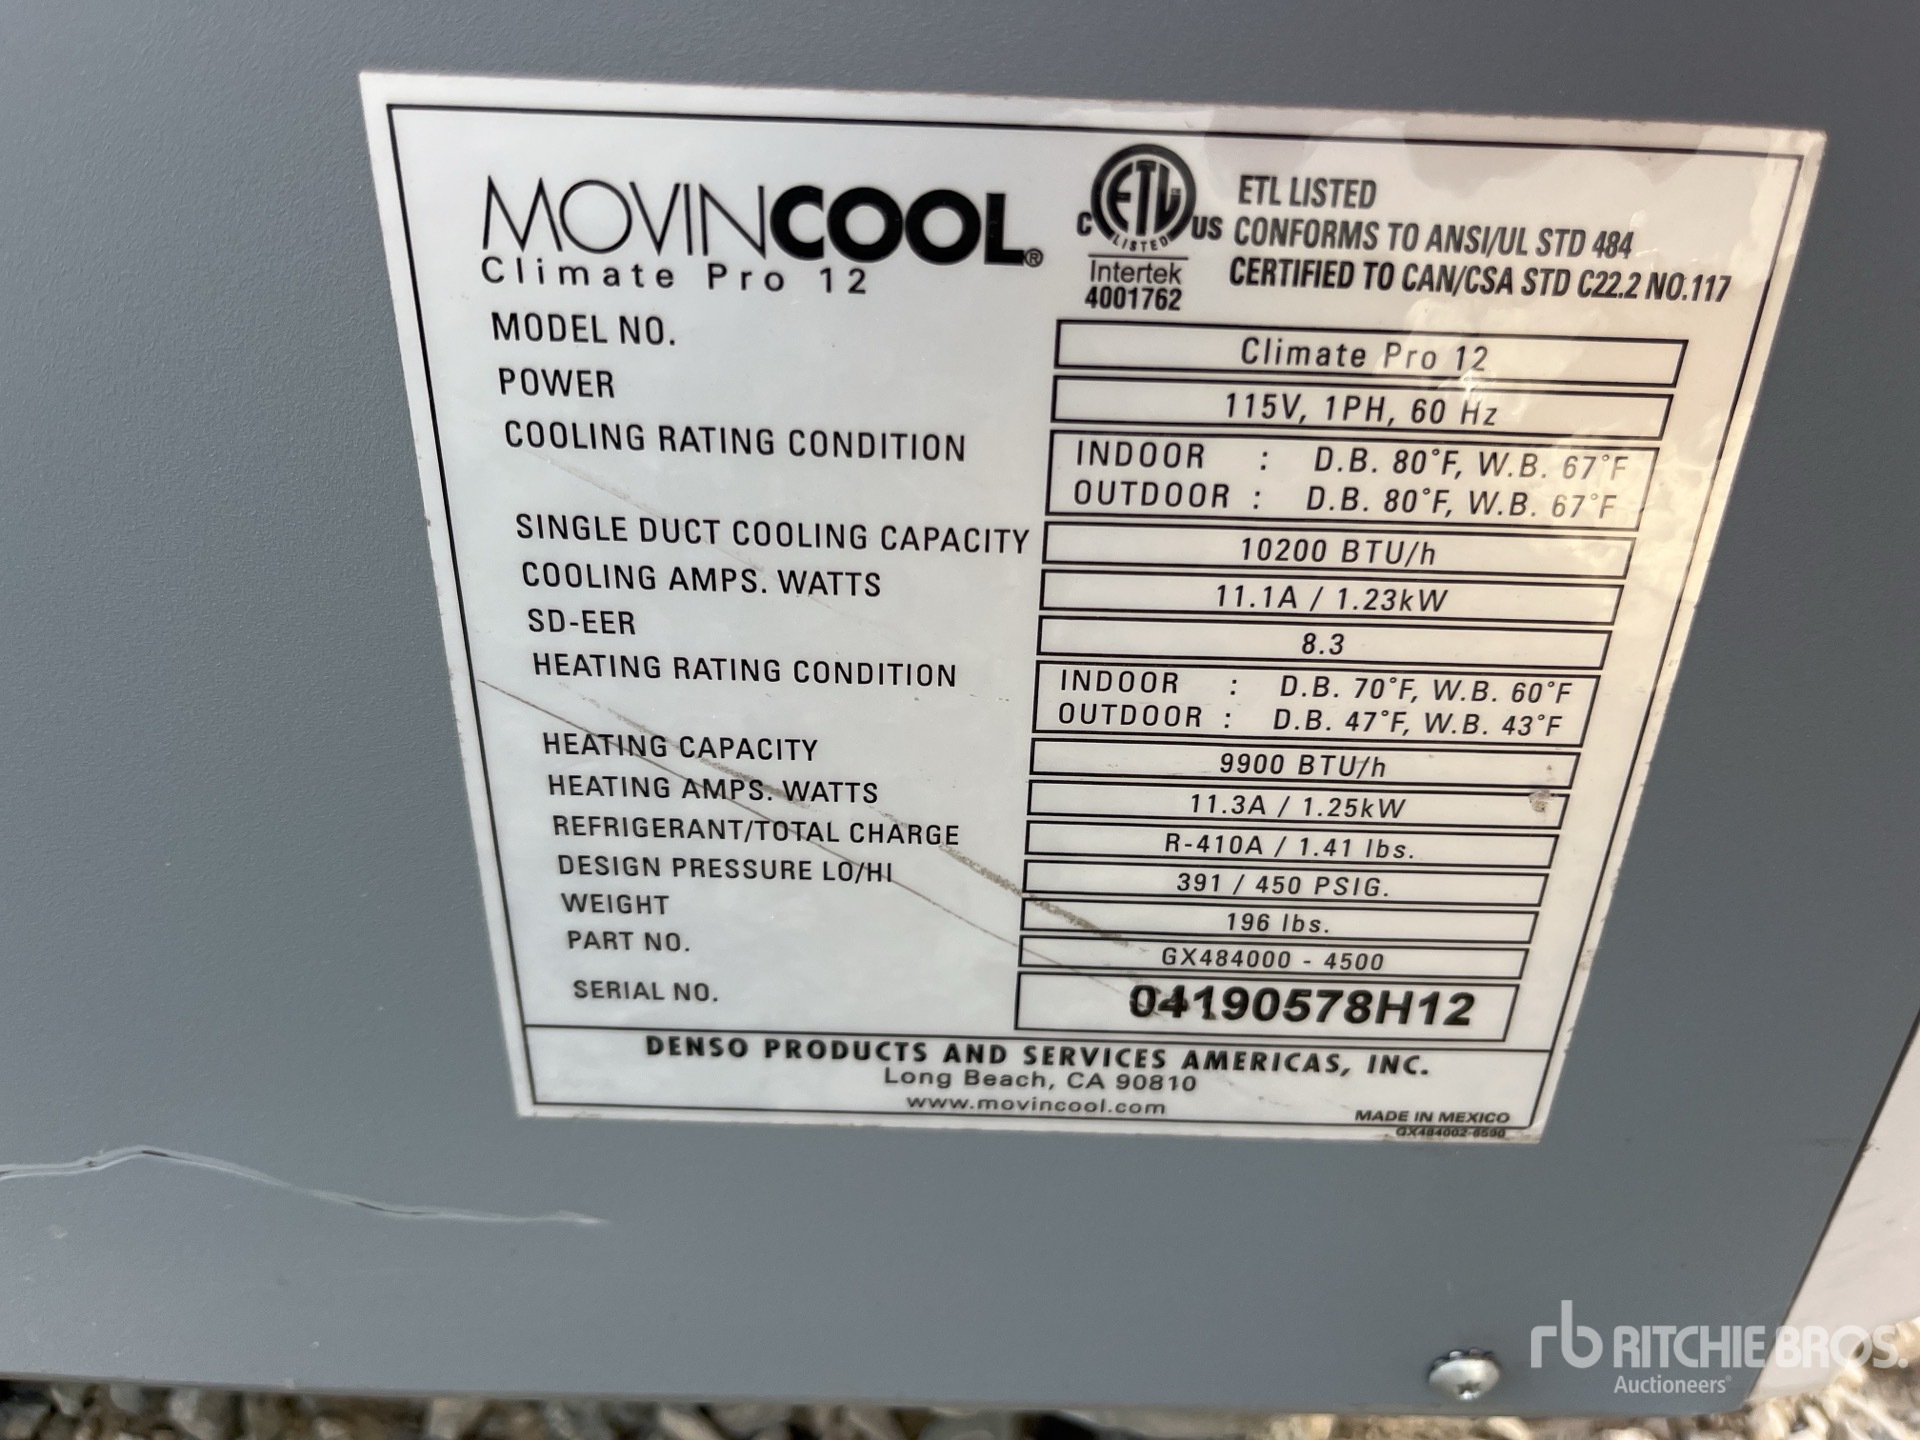 MOVINCOOL®
Climate Pro 12
C ETL US
LISTED
Intertek
4001762
ETL LISTED
CONFORMS TO ANSI/UL STD 484
CERTIFIED TO CAN/CSA STD C22.2 NO.117
MODEL NO. Climate Pro 12
POWER 115V, 1PH, 60 Hz
COOLING RATING CONDITION INDOOR : D.B. 80°F, W.B. 67°F
OUTDOOR : D.B. 80°F, W.B. 67°F
SINGLE DUCT COOLING CAPACITY 10200 BTU/h
COOLING AMPS. WATTS 11.1A / 1.23kW
SD-EER 8.3
HEATING RATING CONDITION INDOOR : D.B. 70°F, W.B. 60°F
OUTDOOR : D.B. 47°F, W.B. 43°F
HEATING CAPACITY 9900 BTU/h
HEATING AMPS. WATTS 11.3A / 1.25kW
REFRIGERANT/TOTAL CHARGE R-410A / 1.41 lbs.
DESIGN PRESSURE LO/HI 391 / 450 PSIG.
WEIGHT 196 lbs.
PART NO. GX484000 - 4500
SERIAL NO. 04190578H12
DENSO PRODUCTS AND SERVICES AMERICAS, INC.
Long Beach, CA 90810
www.movincool.com
MADE IN MEXICO
rb RITCHIE BROS.
Auctioneers